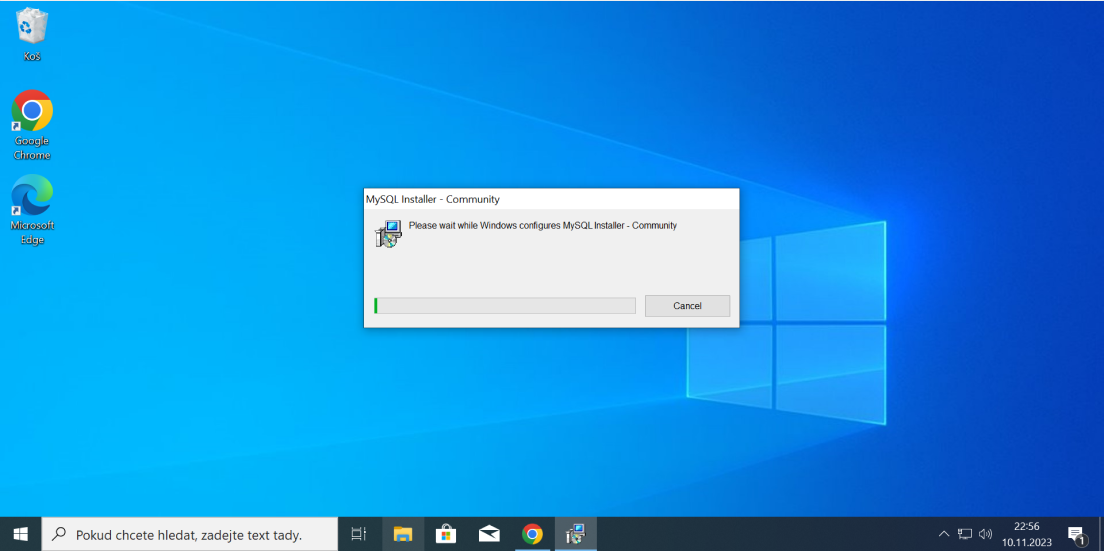 Koš
Google
Chrome
Microsoft
Edge
MySQL Installer - Community
Please wait while Windows configures MySQL Installer - Community
Cancel
Pokud chcete hledat, zadejte text tady.
22:56
10.11.2023
1